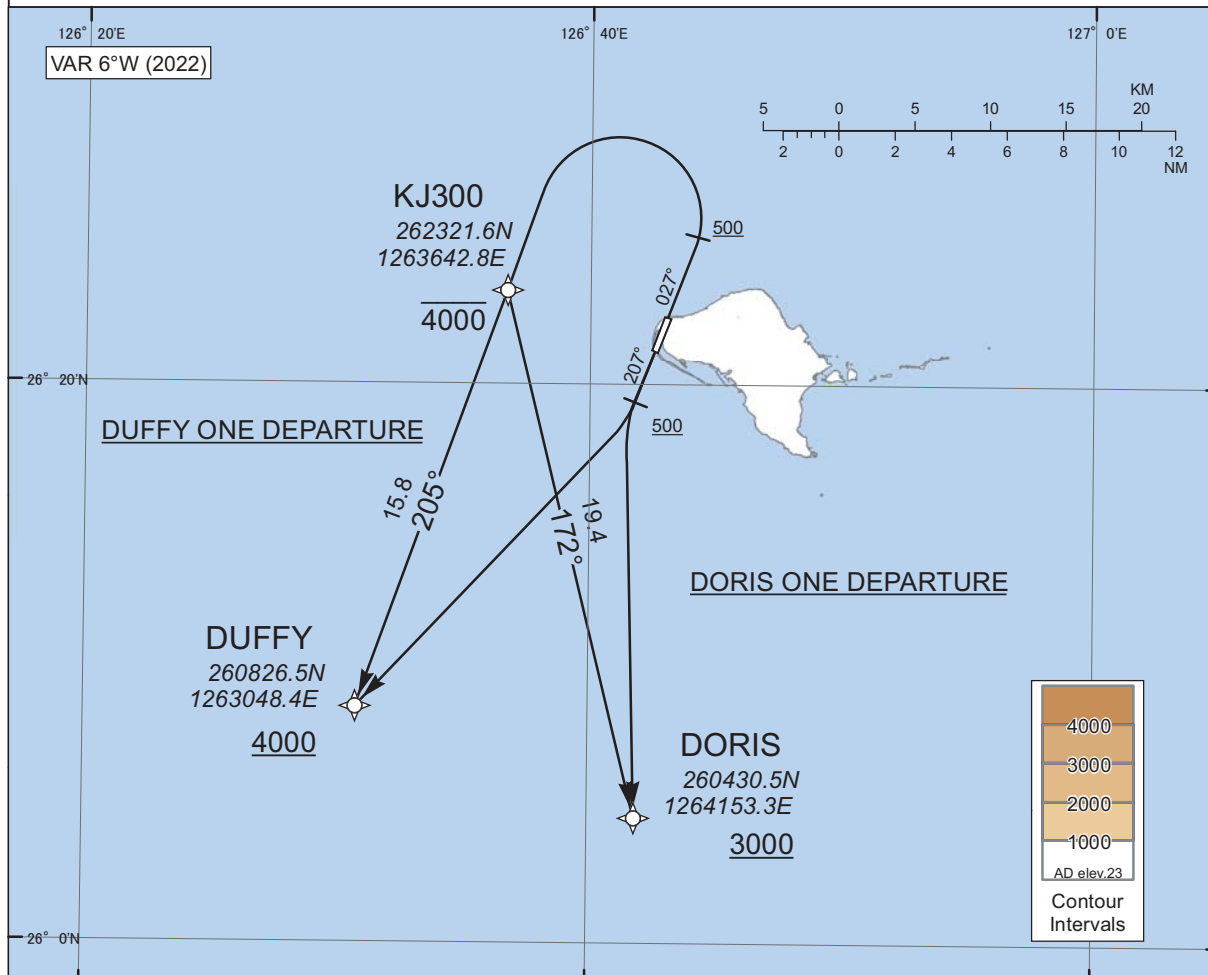 126° 20'E
126° 40'E
127° 0'E
VAR 6°W (2022)
KM
5 0 5 10 15 20
2 0 2 4 6 8 10 12
NM
KJ300
262321.6N
1263642.8E
4000
500
027°
207°
500
26° 20'N
DUFFY ONE DEPARTURE
15.8
205°
19.4
172°
DORIS ONE DEPARTURE
DUFFY
260826.5N
1263048.4E
4000
DORIS
260430.5N
1264153.3E
3000
4000
3000
2000
1000
AD elev.23
Contour
Intervals
26° 0'N